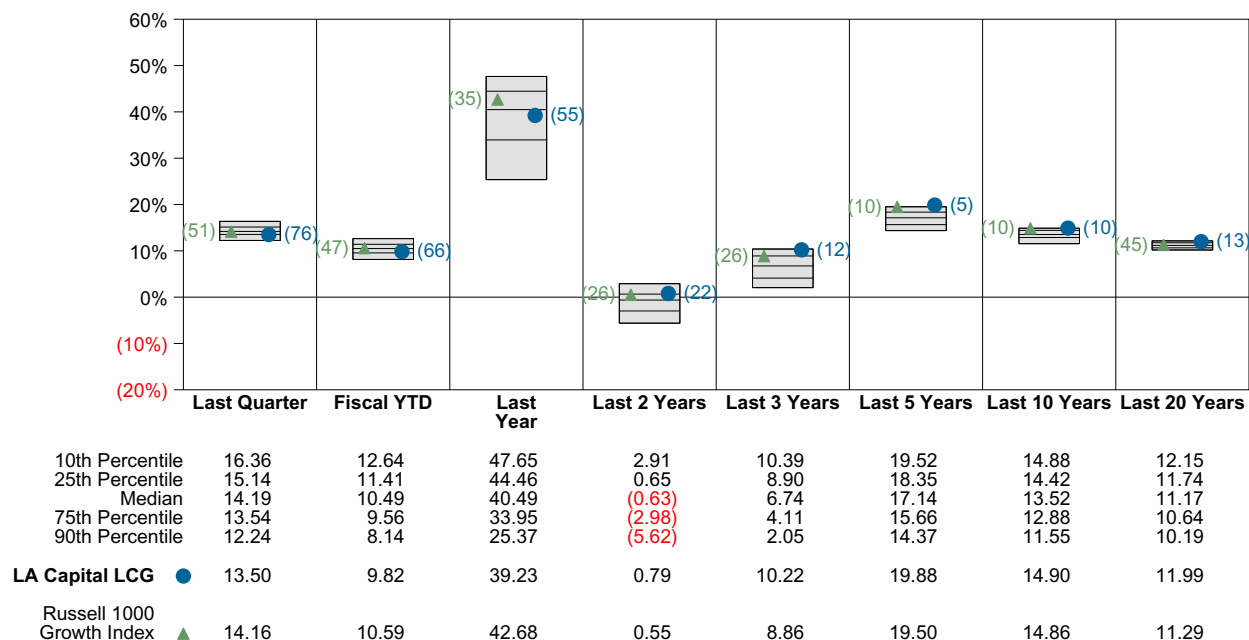 60%
50%
40%
30%
20%
10%
0%
(10%)
(20%)
(51) (76)
(47) (66)
(35) (55)
(26) (22)
(26) (12)
(10) (5)
(10) (10)
(45) (13)
Last Quarter Fiscal YTD Last Year Last 2 Years Last 3 Years Last 5 Years Last 10 Years Last 20 Years
10th Percentile 16.36 12.64 47.65 2.91 10.39 19.52 14.88 12.15
25th Percentile 15.14 11.41 44.46 0.65 8.90 18.35 14.42 11.74
Median 14.19 10.49 40.49 (0.63) 6.74 17.14 13.52 11.17
75th Percentile 13.54 9.56 33.95 (2.98) 4.11 15.66 12.88 10.64
90th Percentile 12.24 8.14 25.37 (5.62) 2.05 14.37 11.55 10.19
LA Capital LCG 13.50 9.82 39.23 0.79 10.22 19.88 14.90 11.99
Russell 1000
Growth Index 14.16 10.59 42.68 0.55 8.86 19.50 14.86 11.29